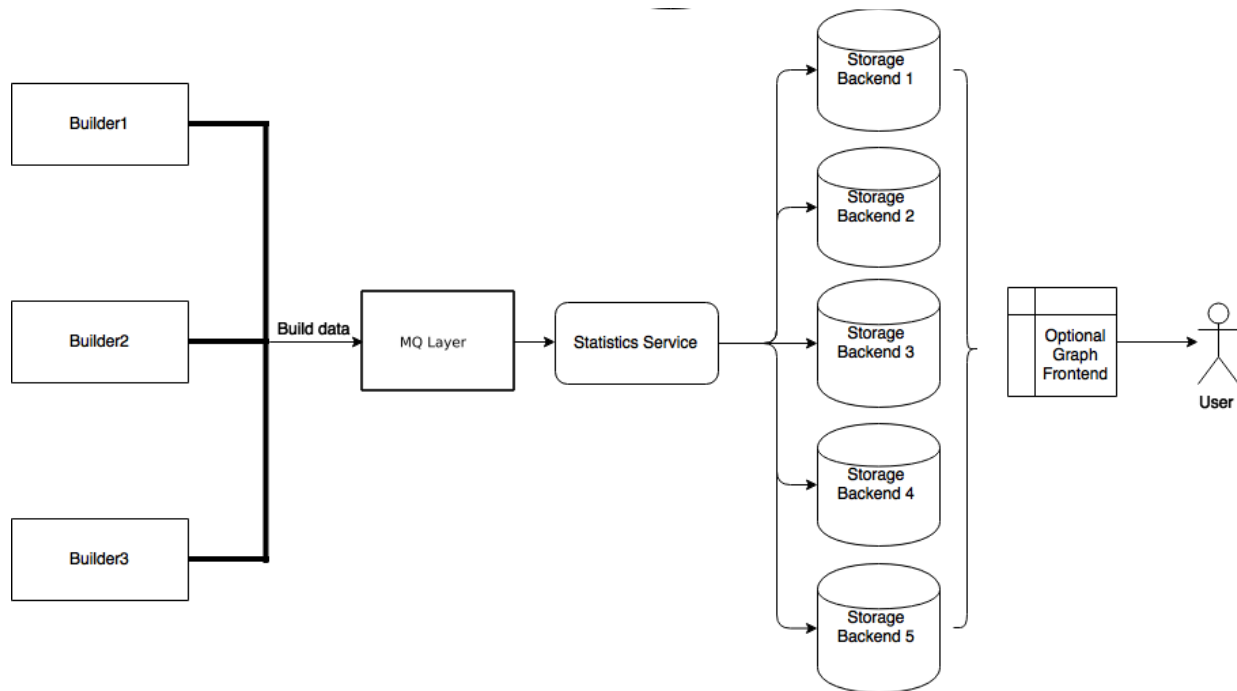 Builder1
Builder2
Builder3
Build data
MQ Layer
Statistics Service
Storage
Backend 1
Storage
Backend 2
Storage
Backend 3
Storage
Backend 4
Storage
Backend 5
Optional
Graph
Frontend
User